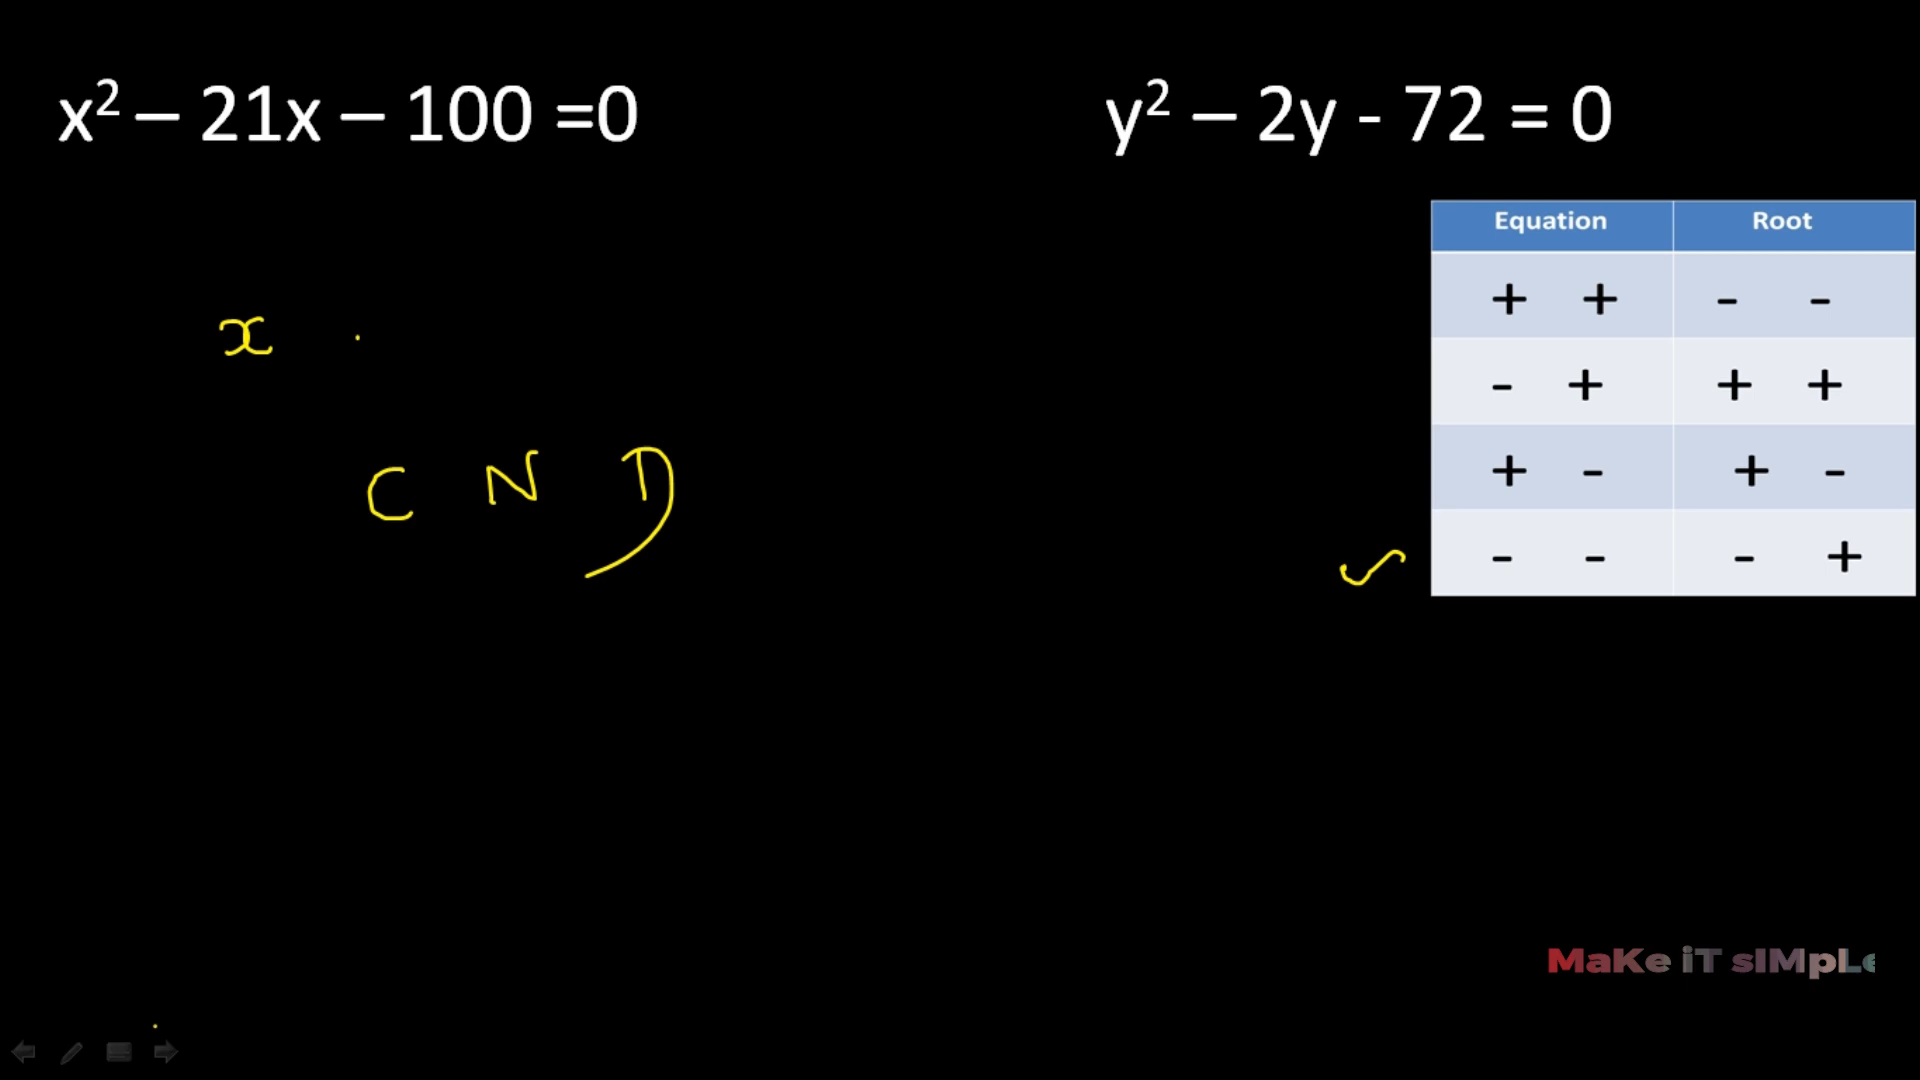 x² – 21x – 100 =0
y² – 2y - 72 = 0
Equation Root
+ + - -
- + + +
+ - + -
- - - +
x
C N D
MaKe iT sIMpLe